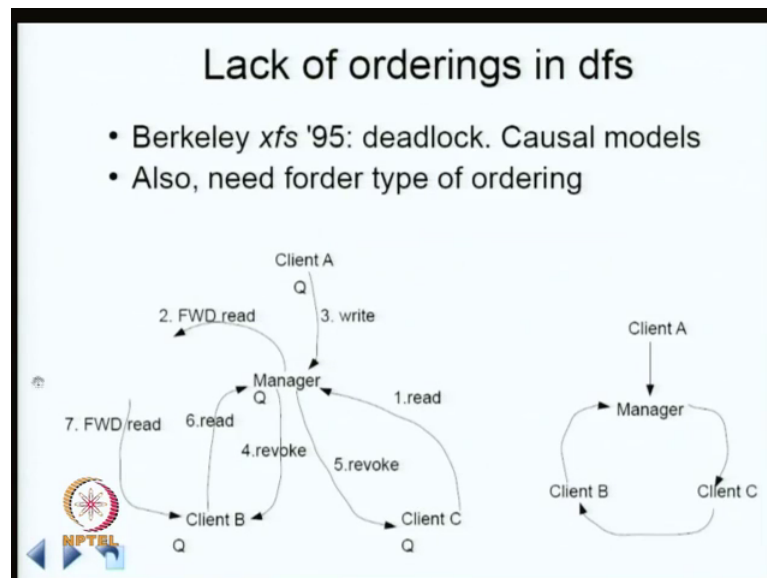 Lack of orderings in dfs
• Berkeley xfs '95: deadlock. Causal models
• Also, need forder type of ordering
Client A
Q
2. FWD read
3. write
Client A
Manager
Q
1.read
Manager
7. FWD read
6.read
4.revoke
5.revoke
Client B
Client C
Client B
Client C
Q
Q
NPTEL